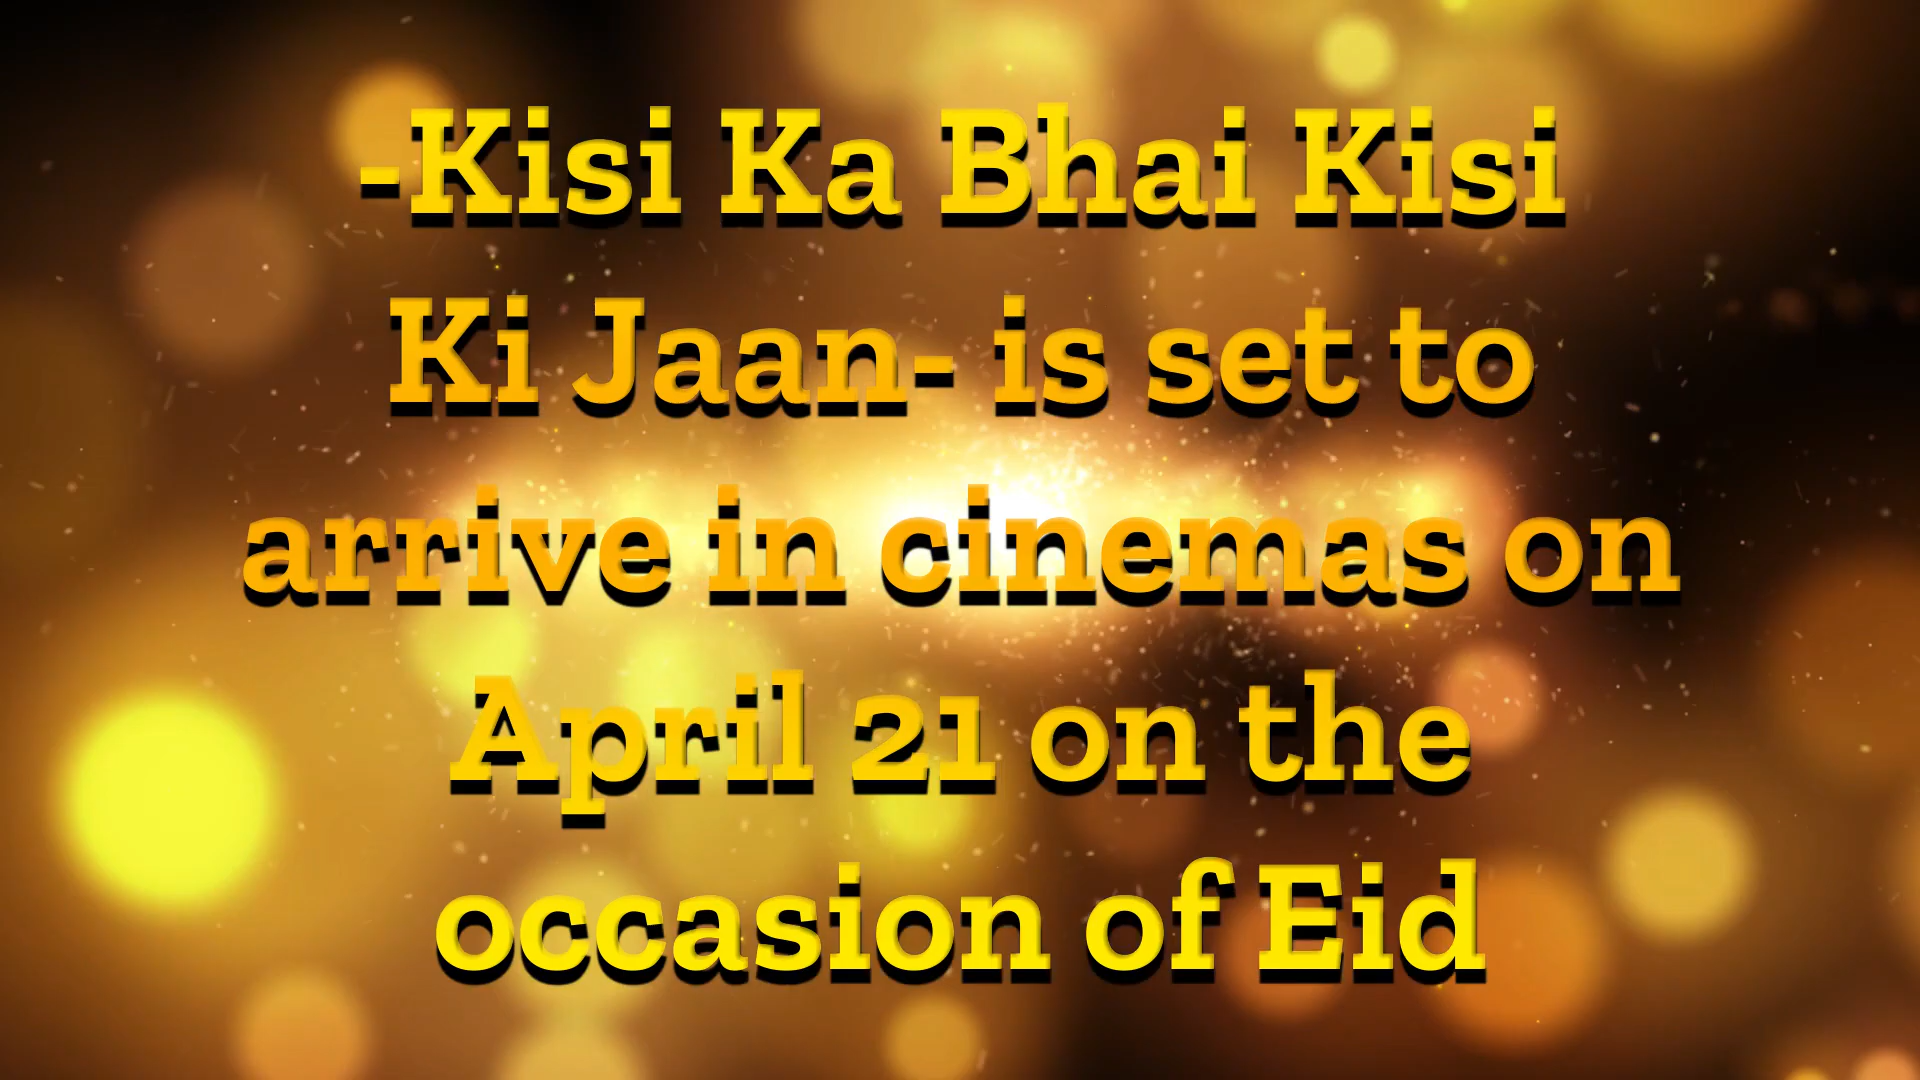 -Kisi Ka Bhai Kisi
Ki Jaan- is set to
arrive in cinemas on
April 21 on the
occasion of Eid